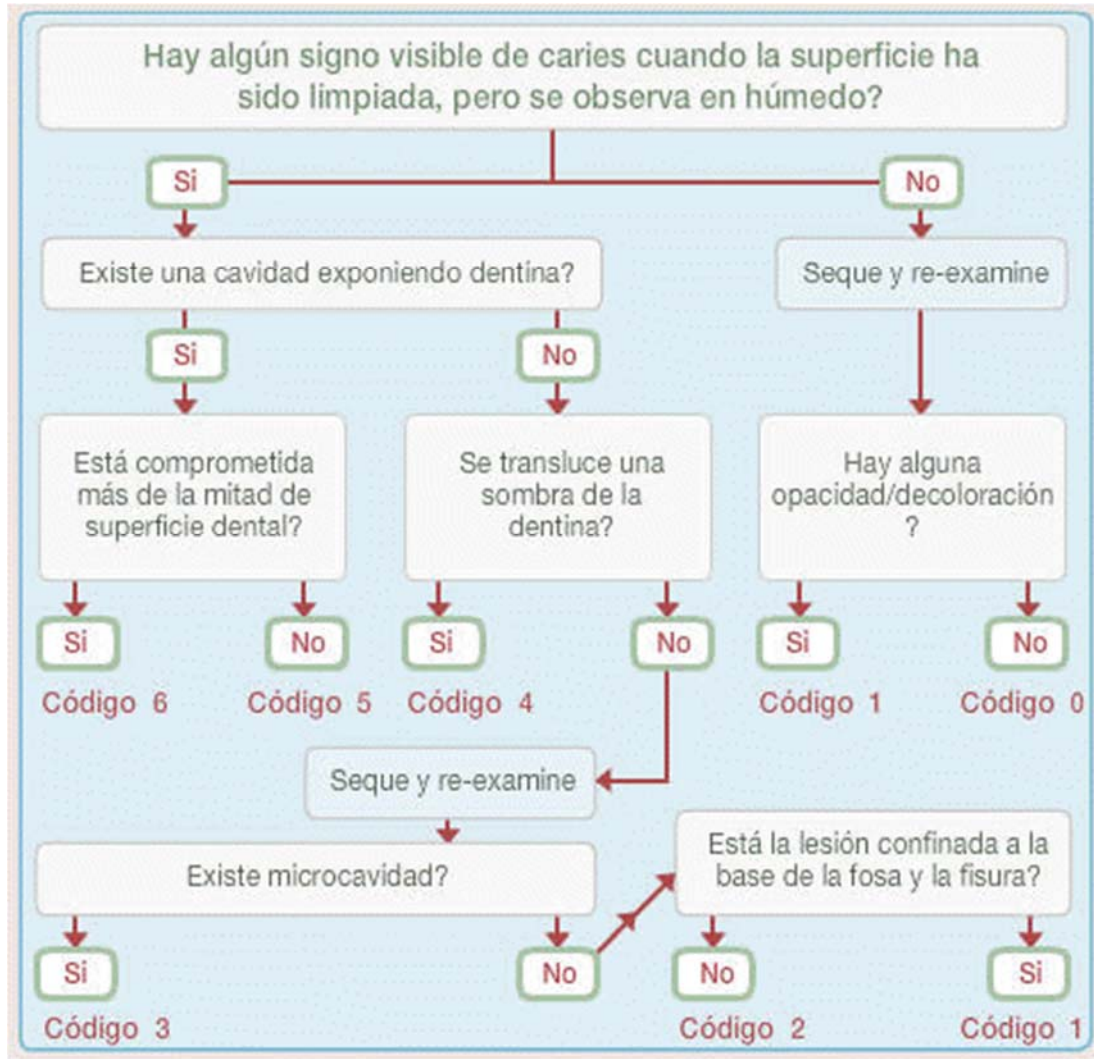 Hay algún signo visible de caries cuando la superficie ha
sido limpiada, pero se observa en húmedo?
Si
No
Existe una cavidad exponiendo dentina?
Seque y re-examine
Si
No
Está comprometida
más de la mitad de
superficie dental?
Se transluce una
sombra de la
dentina?
Hay alguna
opacidad/decoloración
?
Si
No
Si
No
Si
No
Código 6
Código 5
Código 4
Código 1
Código 0
Seque y re-examine
Existe microcavidad?
Está la lesión confinada a la
base de la fosa y la fisura?
Si
No
No
Si
Código 3
Código 2
Código 1